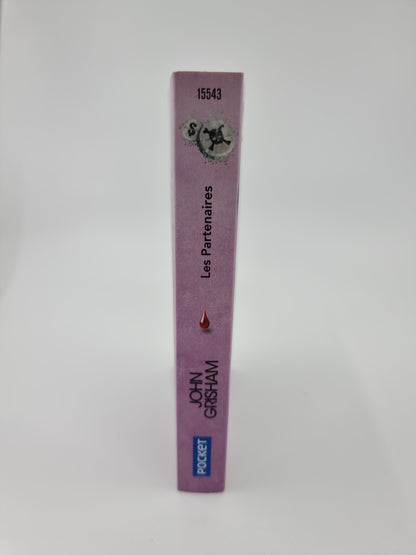 15543
S
Les Partenaires
JOHN
GRISHAM
POCKET